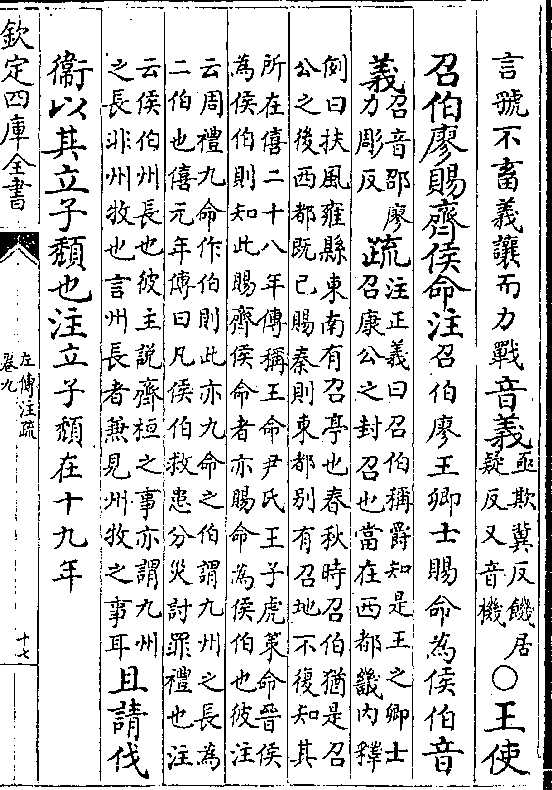 言虢不畜義讓而力戰音義亟欺冀反饑居
疑反又音機○王使
召伯廖賜齊侯命注召伯廖王卿士賜命為侯伯音
義召音邵廖
力彫反疏注正義曰召伯稱爵知是王之卿士
召康公之封召也當在西都畿内釋
例曰扶風雍縣東南有召亭也春秋時召伯猶是召
公之後西都既已賜秦則東都别有召地不復知其
所在僖二十八年傳稱王命尹氏王子虎策命晉侯
為侯伯則知此賜齊侯命者亦賜命為侯伯也彼注
云周禮九命作伯則此亦九命之伯謂九州之長為
二伯也僖元年傳曰凡侯伯救患分災討罪禮也注
云侯伯州長也彼主説齊桓之事亦謂九州
之長非州牧也言州長者兼見州牧之事耳且請伐
衛以其立子頽也注立子頽在十九年
欽定四庫全書
左傳注疏
卷九
十七